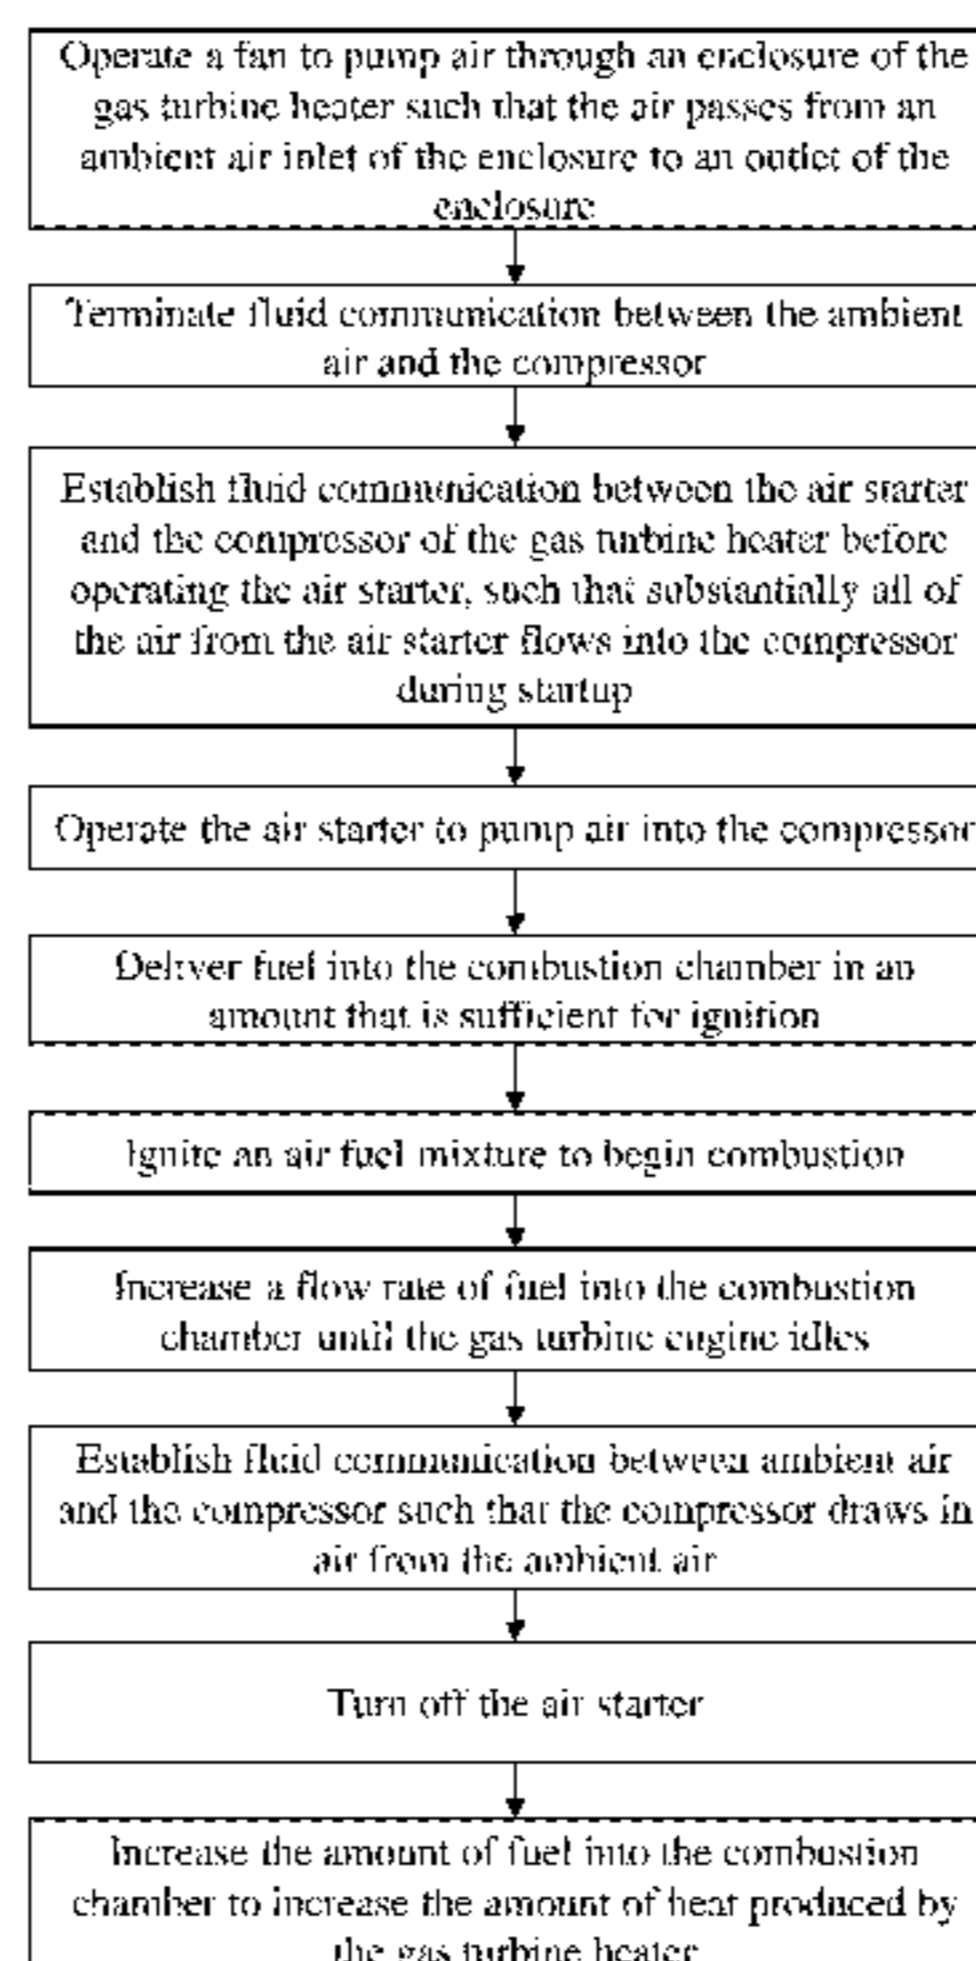 Operate a fan to pump air through an enclosure of the
gas turbine heater such that the air passes from an
ambient air inlet of the enclosure to an outlet of the
enclosure
Terminate fluid communication between the ambient
air and the compressor
Establish fluid communication between the air starter
and the compressor of the gas turbine heater before
operating the air starter, such that substantially all of
the air from the air starter flows into the compressor
during startup
Operate the air starter to pump air into the compressor
Deliver fuel into the combustion chamber in an
amount that is sufficient for ignition
Ignite an air fuel mixture to begin combustion
Increase a flow rate of fuel into the combustion
chamber until the gas turbine engine idles
Establish fluid communication between ambient air
and the compressor such that the compressor draws in
air from the ambient air
Turn off the air starter
Increase the amount of fuel into the combustion
chamber to increase the amount of heat produced by
the gas turbine heater